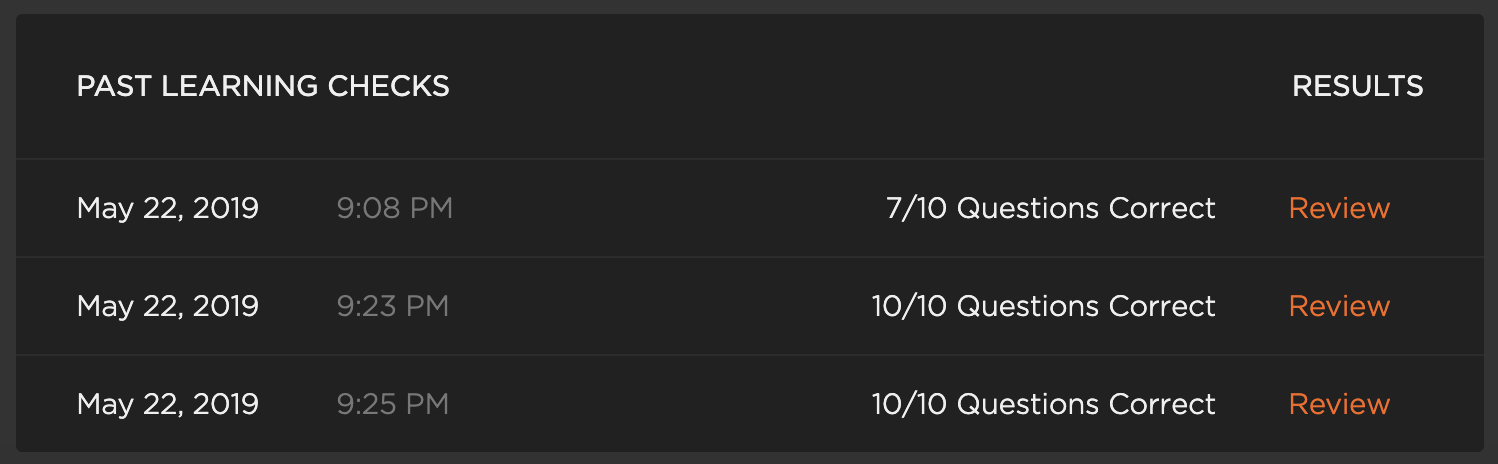 PAST LEARNING CHECKS RESULTS
May 22, 2019 9:08 PM 7/10 Questions Correct Review
May 22, 2019 9:23 PM 10/10 Questions Correct Review
May 22, 2019 9:25 PM 10/10 Questions Correct Review